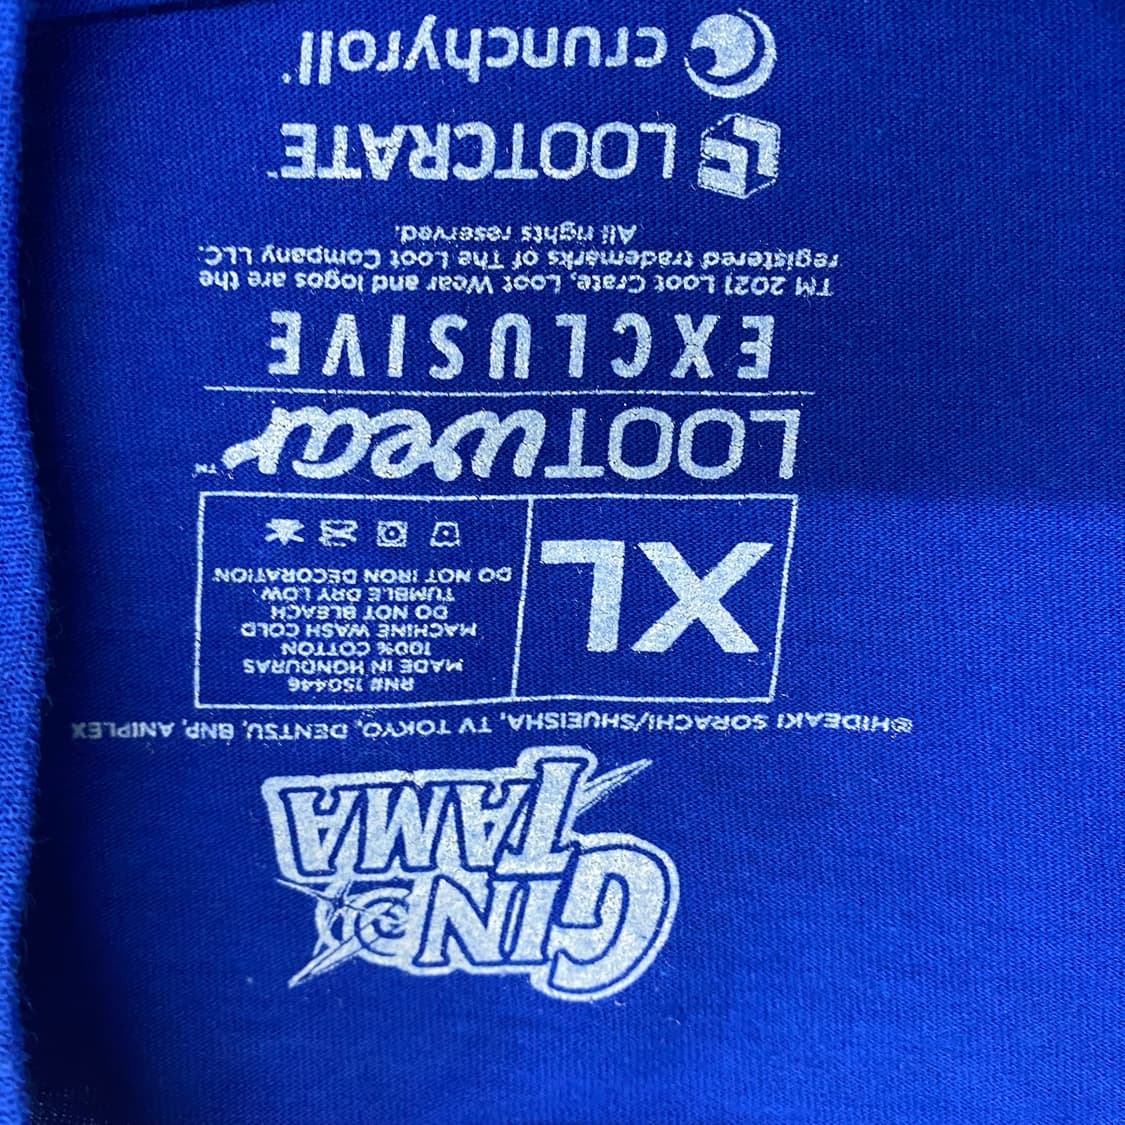 GIN
TAMA
©HIDEAKI SORACHI/SHUEISHA, TV TOKYO, DENTSU, BNP, ANIPLEX
XL
RN# 150446
MADE IN HONDURAS
100% COTTON
MACHINE WASH COLD
DO NOT BLEACH
TUMBLE DRY LOW
DO NOT IRON DECORATION
LOOTwear™
EXCLUSIVE
TM 2021 Loot Crate, Loot Wear and logos are the
registered trademarks of The Loot Company LLC.
All rights reserved.
LOOTCRATE™
crunchyroll